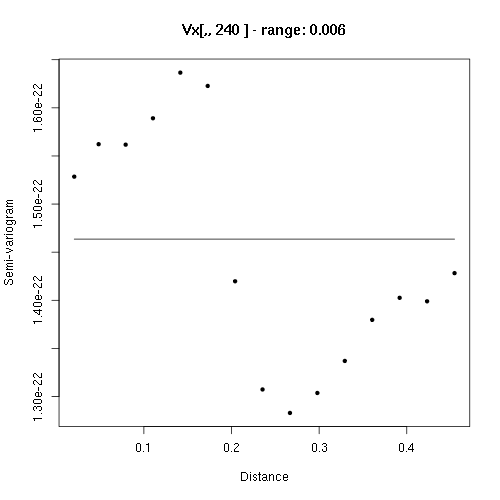 Vx[,, 240 ] - range: 0.006
Semi-variogram
1.60e-22
1.50e-22
1.40e-22
1.30e-22
0.1 0.2 0.3 0.4
Distance